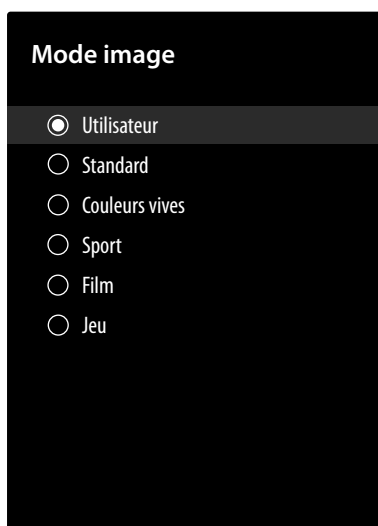 Mode image
Utilisateur
Standard
Couleurs vives
Sport
Film
Jeu